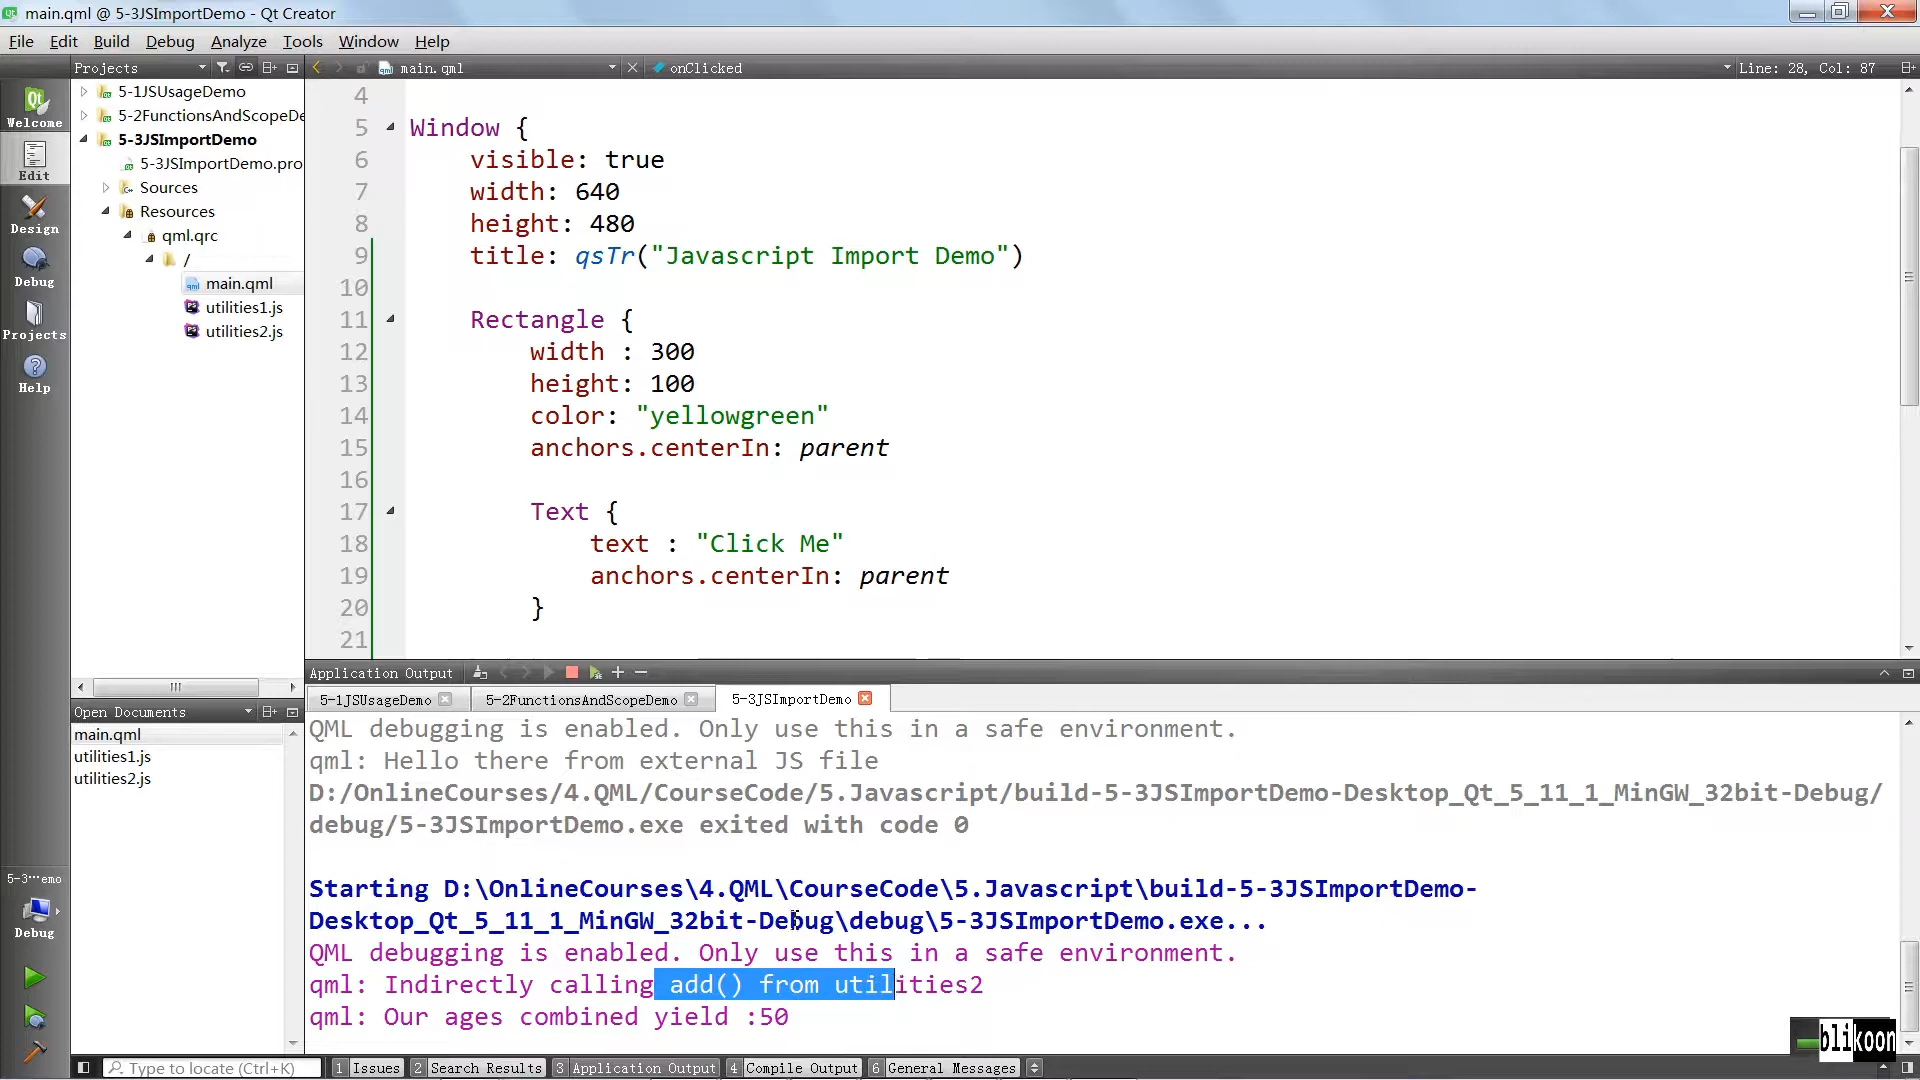 main.qml @ 5-3JSImportDemo - Qt Creator
File Edit Build Debug Analyze Tools Window Help
Projects main.qml onClicked Line: 28, Col: 87
Welcome
Edit
Design
Debug
Projects
Help
5-1JSUsageDemo
5-2FunctionsAndScopeDe
5-3JSImportDemo
5-3JSImportDemo.pro
Sources
Resources
qml.qrc
/
main.qml
utilities1.js
utilities2.js
4
5 Window {
6 visible: true
7 width: 640
8 height: 480
9 title: qsTr("Javascript Import Demo")
10
11 Rectangle {
12 width : 300
13 height: 100
14 color: "yellowgreen"
15 anchors.centerIn: parent
16
17 Text {
18 text : "Click Me"
19 anchors.centerIn: parent
20 }
21
Open Documents
main.qml
utilities1.js
utilities2.js
Application Output
5-1JSUsageDemo 5-2FunctionsAndScopeDemo 5-3JSImportDemo
QML debugging is enabled. Only use this in a safe environment.
qml: Hello there from external JS file
D:/OnlineCourses/4.QML/CourseCode/5.Javascript/build-5-3JSImportDemo-Desktop_Qt_5_11_1_MinGW_32bit-Debug/
debug/5-3JSImportDemo.exe exited with code 0
Starting D:\OnlineCourses\4.QML\CourseCode\5.Javascript\build-5-3JSImportDemo-
Desktop_Qt_5_11_1_MinGW_32bit-Debug\debug\5-3JSImportDemo.exe...
QML debugging is enabled. Only use this in a safe environment.
qml: Indirectly calling add() from utilities2
qml: Our ages combined yield :50
5-3···emo
Debug
blikoon
Type to locate (Ctrl+K) 1 Issues 2 Search Results 3 Application Output 4 Compile Output 6 General Messages